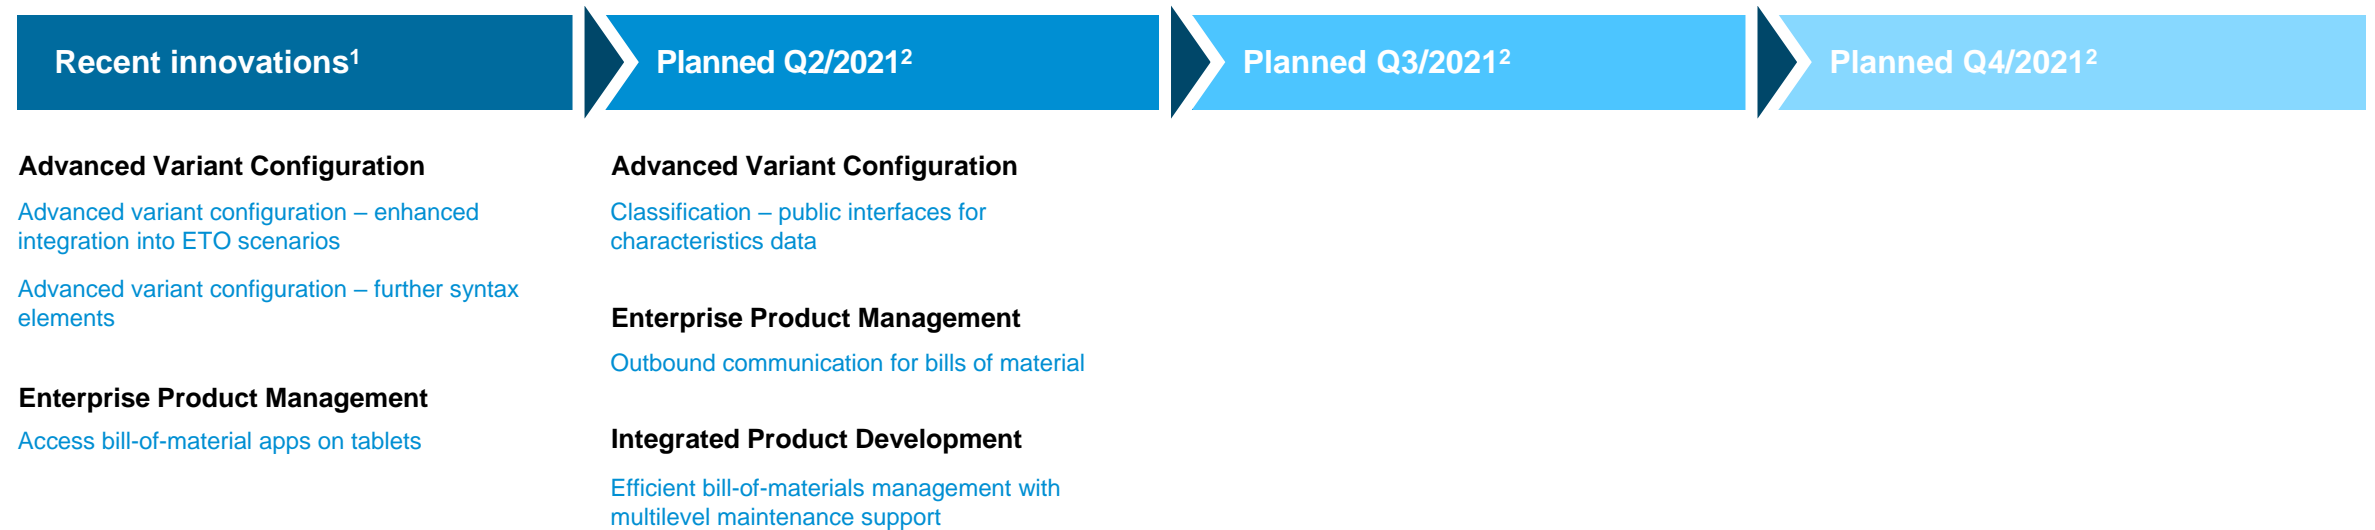 Recent innovations¹
Planned Q2/2021²
Planned Q3/2021²
Planned Q4/2021²
Advanced Variant Configuration
Advanced variant configuration – enhanced
integration into ETO scenarios
Advanced variant configuration – further syntax
elements
Enterprise Product Management
Access bill-of-material apps on tablets
Advanced Variant Configuration
Classification – public interfaces for
characteristics data
Enterprise Product Management
Outbound communication for bills of material
Integrated Product Development
Efficient bill-of-materials management with
multilevel maintenance support